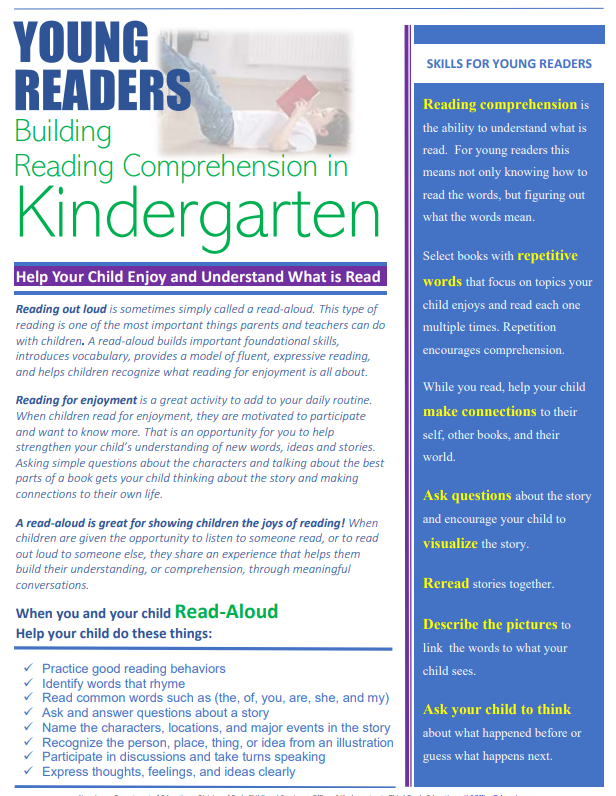 YOUNG
READERS
Building
Reading Comprehension in
Kindergarten
Help Your Child Enjoy and Understand What is Read
Reading out loud is sometimes simply called a read-aloud. This type of
reading is one of the most important things parents and teachers can do
with children. A read-aloud builds important foundational skills,
introduces vocabulary, provides a model of fluent, expressive reading,
and helps children recognize what reading for enjoyment is all about.
Reading for enjoyment is a great activity to add to your daily routine.
When children read for enjoyment, they are motivated to participate
and want to know more. That is an opportunity for you to help
strengthen your child's understanding of new words, ideas and stories.
Asking simple questions about the characters and talking about the best
parts of a book gets your child thinking about the story and making
connections to their own life.
A read-aloud is great for showing children the joys of reading! When
children are given the opportunity to listen to someone read, or to read
out loud to someone else, they share an experience that helps them
build their understanding, or comprehension, through meaningful
conversations.
When you and your child Read-Aloud
Help your child do these things:
✓ Practice good reading behaviors
✓ Identify words that rhyme
✓ Read common words such as (the, of, you, are, she, and my)
✓ Ask and answer questions about a story
✓ Name the characters, locations, and major events in the story
✓ Recognize the person, place, thing, or idea from an illustration
✓ Participate in discussions and take turns speaking
✓ Express thoughts, feelings, and ideas clearly
SKILLS FOR YOUNG READERS
Reading comprehension is
the ability to understand what is
read. For young readers this
means not only knowing how to
read the words, but figuring out
what the words mean.
Select books with repetitive
words that focus on topics your
child enjoys and read each one
multiple times. Repetition
encourages comprehension.
While you read, help your child
make connections to their
self, other books, and their
world.
Ask questions about the story
and encourage your child to
visualize the story.
Reread stories together.
Describe the pictures to
link the words to what your
child sees.
Ask your child to think
about what happened before or
guess what happens next.